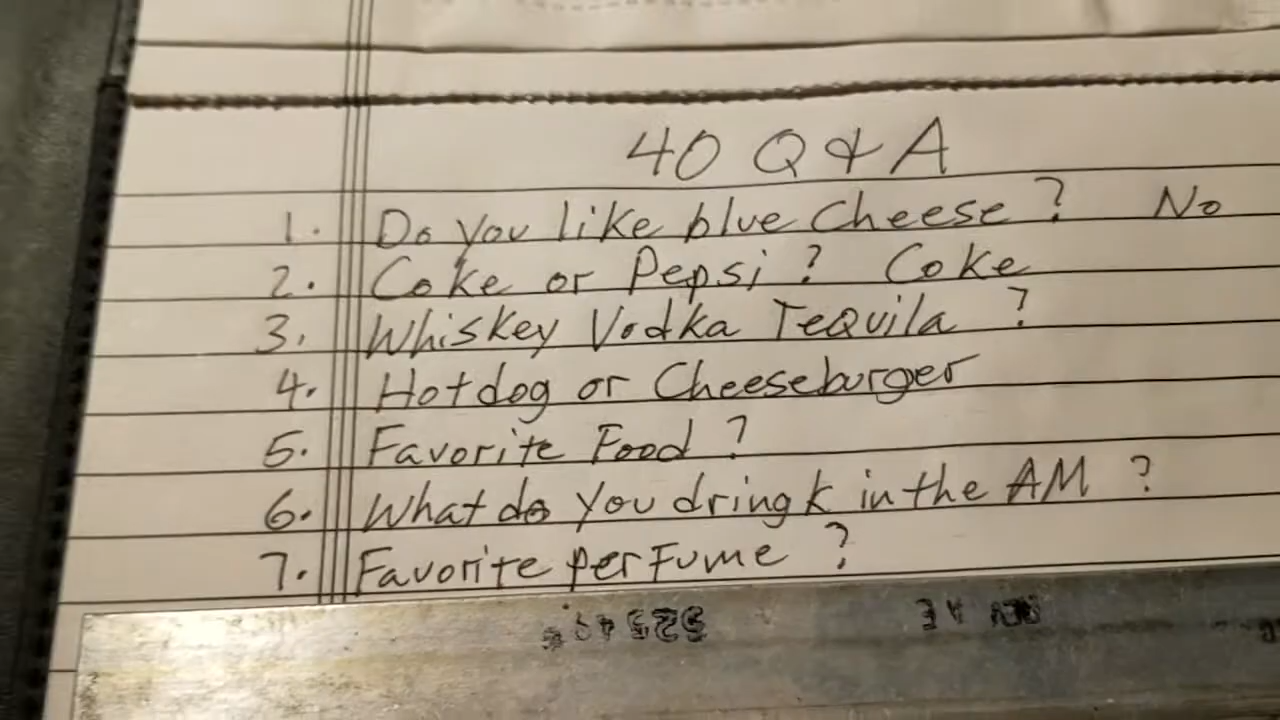 40 Q & A
1. Do you like blue Cheese? No
2. Coke or Pepsi? Coke
3. Whiskey Vodka Tequila?
4. Hotdog or Cheeseburger
5. Favorite Food?
6. What do you dringk in the AM?
7. Favorite perfume?